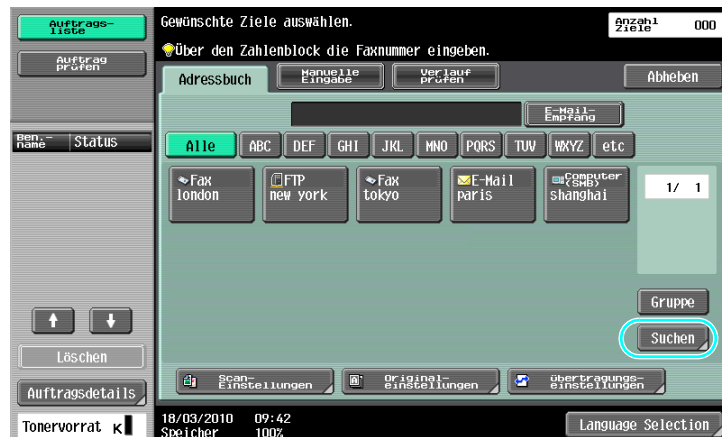 Auftrags-
liste
Auftrag
prüfen
Ben.-
name
Status
Löschen
Auftragsdetails
Tonervorrat K
Gewünschte Ziele auswählen.
Anzahl
Ziele
000
Über den Zahlenblock die Faxnummer eingeben.
Adressbuch
Manuelle
Eingabe
Verlauf
prüfen
Abheben
E-Mail-
Empfang
Alle ABC DEF GHI JKL MNO PQRS TUV WXYZ etc
Fax
london
FTP
new york
Fax
tokyo
E-Mail
paris
Computer
(SMB)
shanghai
1/ 1
Gruppe
Suchen
Scan-
Einstellungen
Original-
einstellungen
übertragungs-
einstellungen
18/03/2010 09:42
Speicher 100%
Language Selection